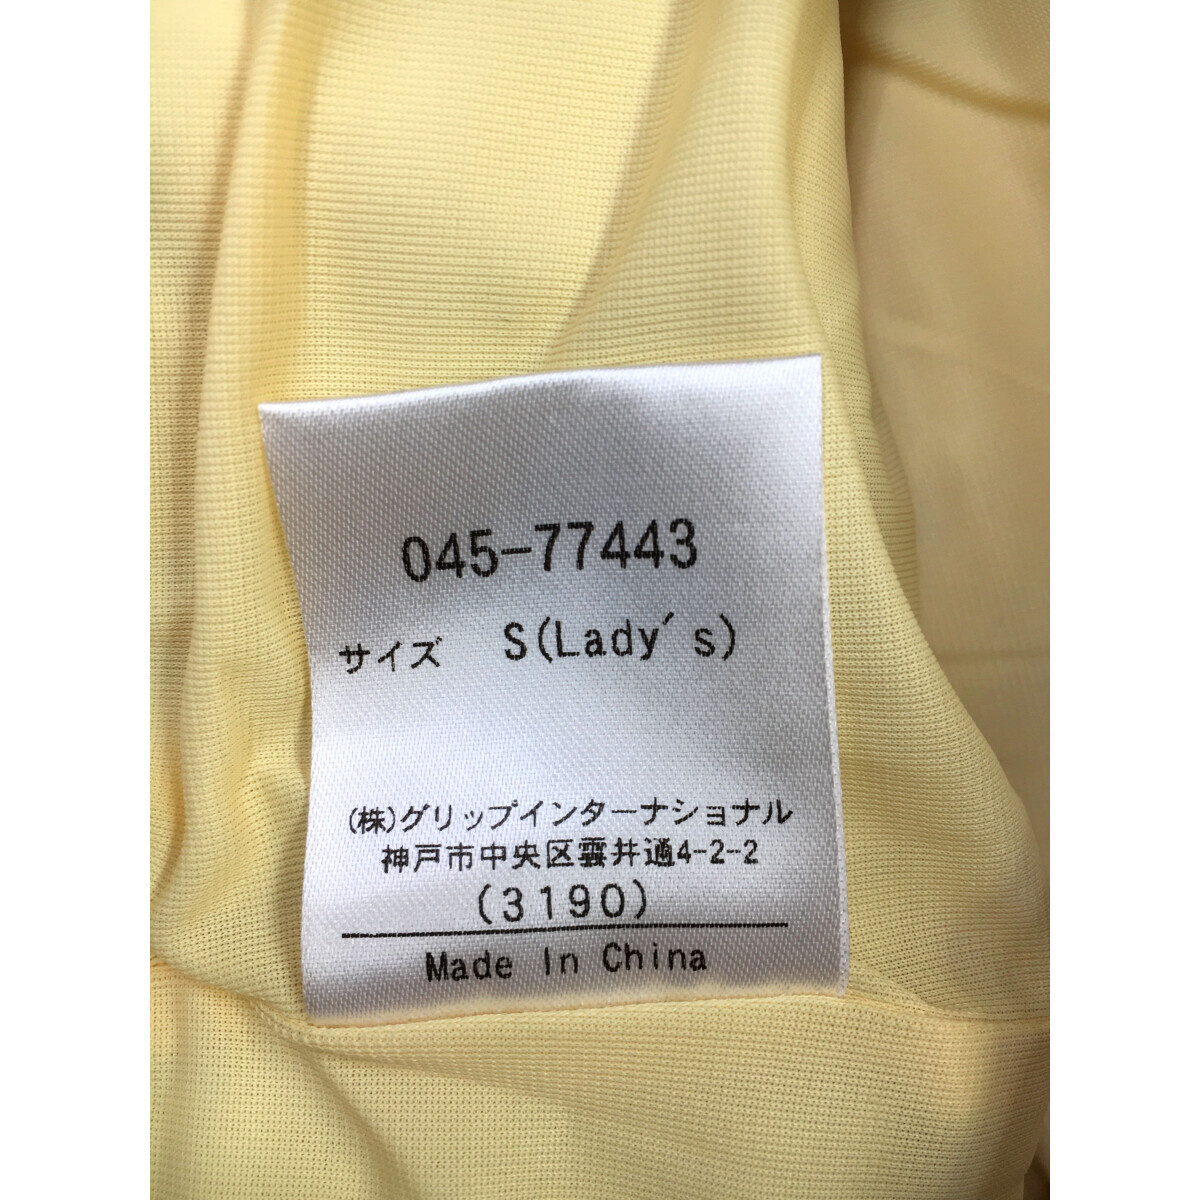 045-77443
サイズ S(Lady's)
(株)グリップインターナショナル
神戸市中央区雲井通4-2-2
(3190)
Made In China